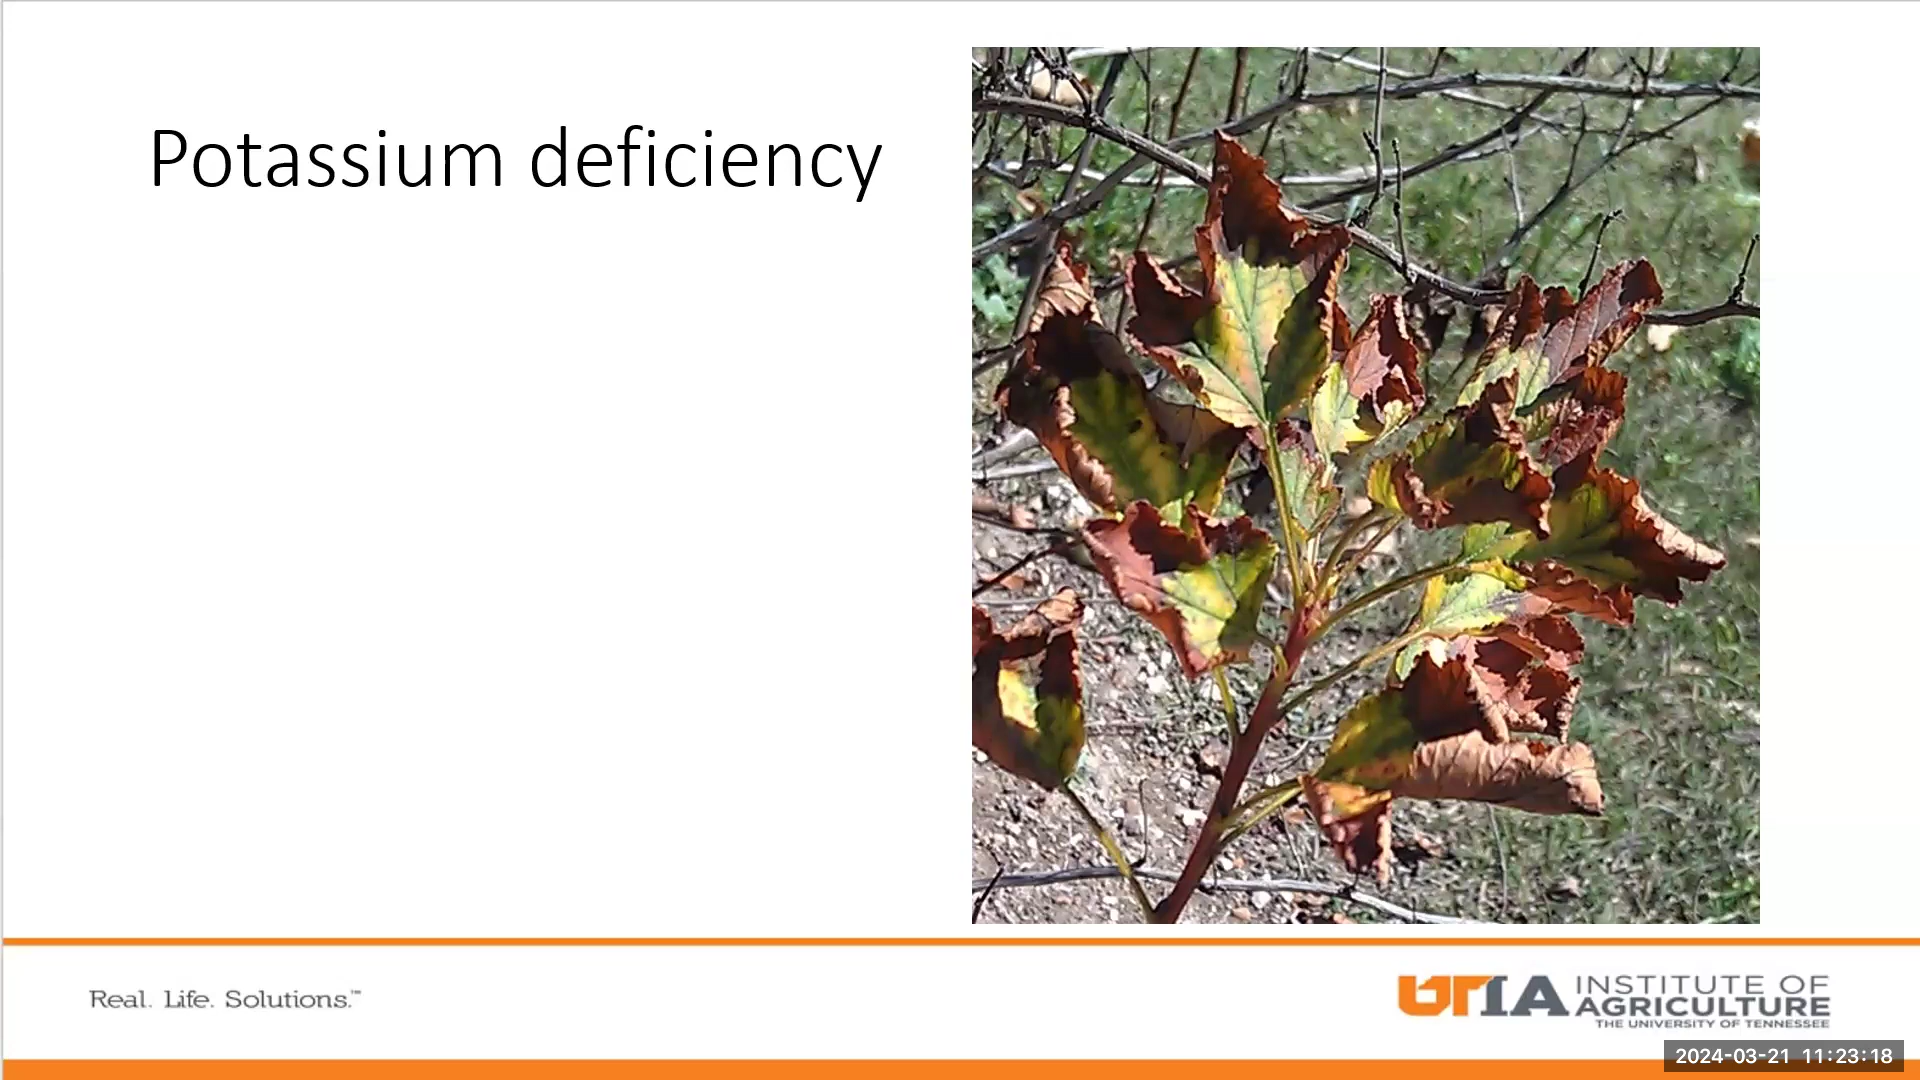 Potassium deficiency
Real. Life. Solutions.™
UTIA INSTITUTE OF
AGRICULTURE
THE UNIVERSITY OF TENNESSEE
2024-03-21 11:23:18